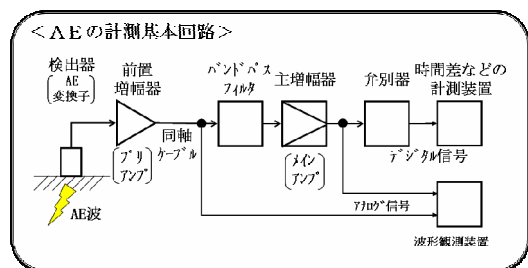 ＜ＡＥの計測基本回路＞
検出器
AE
変換子
前置
増幅器
ﾊﾞﾝﾄﾞﾊﾟｽ
ﾌｨﾙﾀ
主増幅器
弁別器
時間差などの
計測装置
同軸
ｹｰﾌﾞﾙ
ﾌﾟﾘ
ｱﾝﾌﾟ
ﾒｲﾝ
ｱﾝﾌﾟ
デジタル信号
AE波
ｱﾅﾛｸﾞ信号
波形観測装置